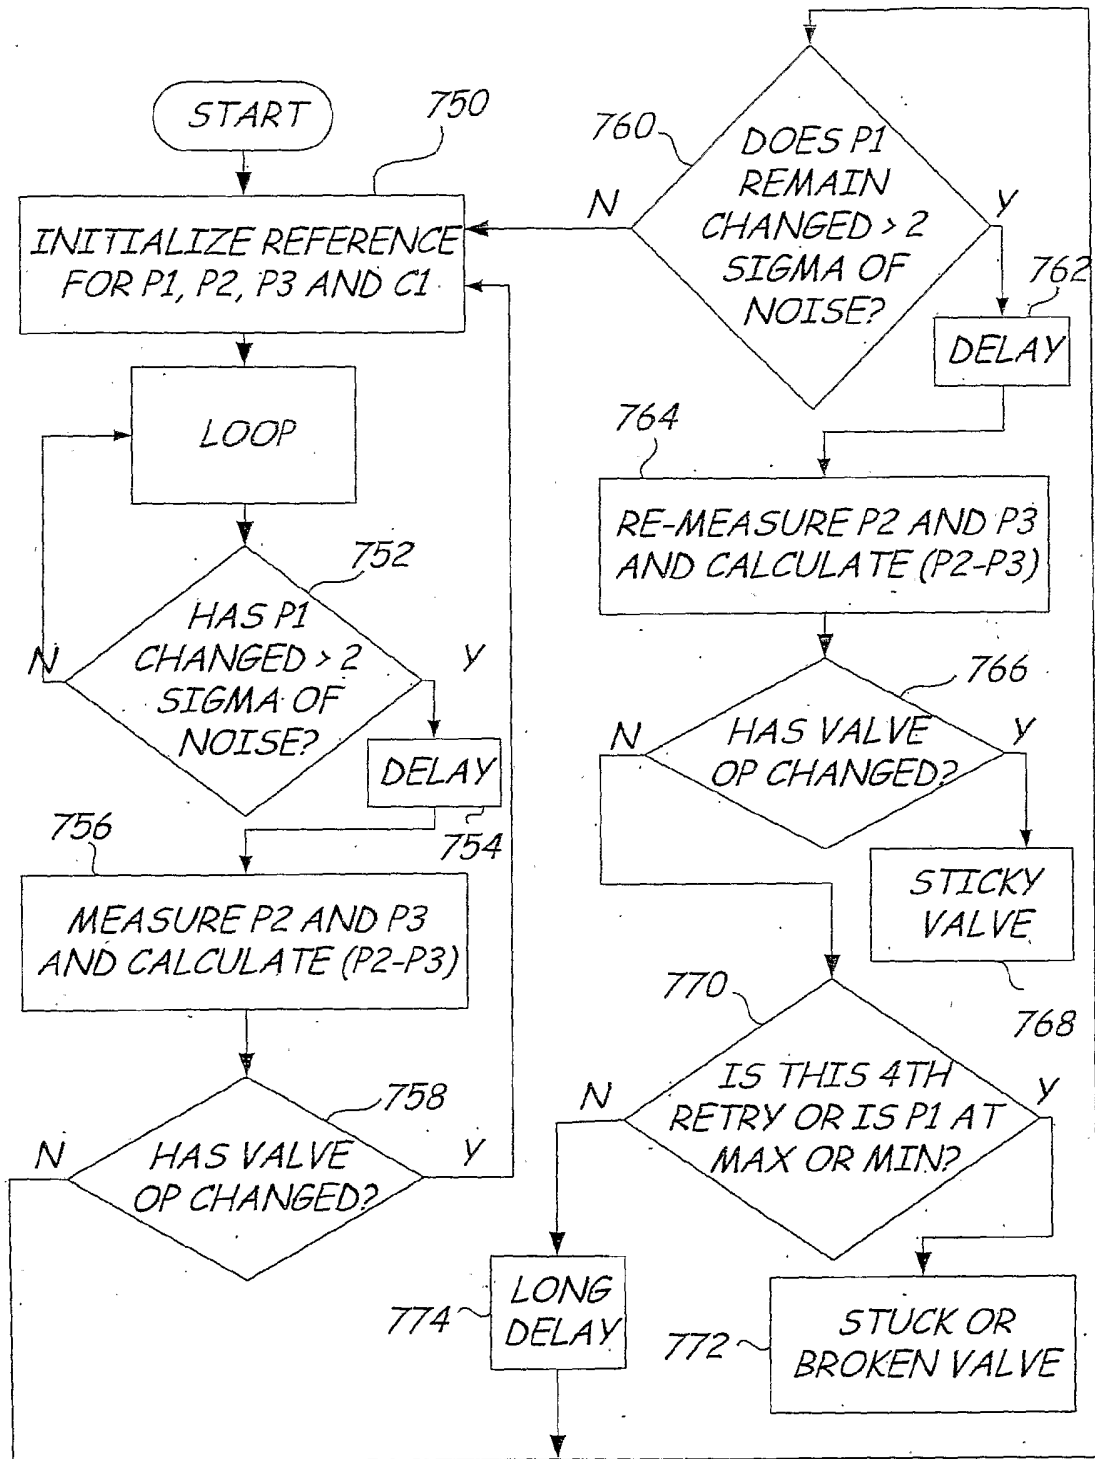 START
750
INITIALIZE REFERENCE
FOR P1, P2, P3 AND C1
LOOP
752
HAS P1
CHANGED > 2
SIGMA OF
NOISE?
N
Y
DELAY
754
756
MEASURE P2 AND P3
AND CALCULATE (P2-P3)
758
HAS VALVE
OP CHANGED?
N
Y
760
DOES P1
REMAIN
CHANGED > 2
SIGMA OF
NOISE?
N
Y
762
DELAY
764
RE-MEASURE P2 AND P3
AND CALCULATE (P2-P3)
766
HAS VALVE
OP CHANGED?
N
Y
STICKY
VALVE
768
770
IS THIS 4TH
RETRY OR IS P1 AT
MAX OR MIN?
N
Y
LONG
DELAY
774
772
STUCK OR
BROKEN VALVE